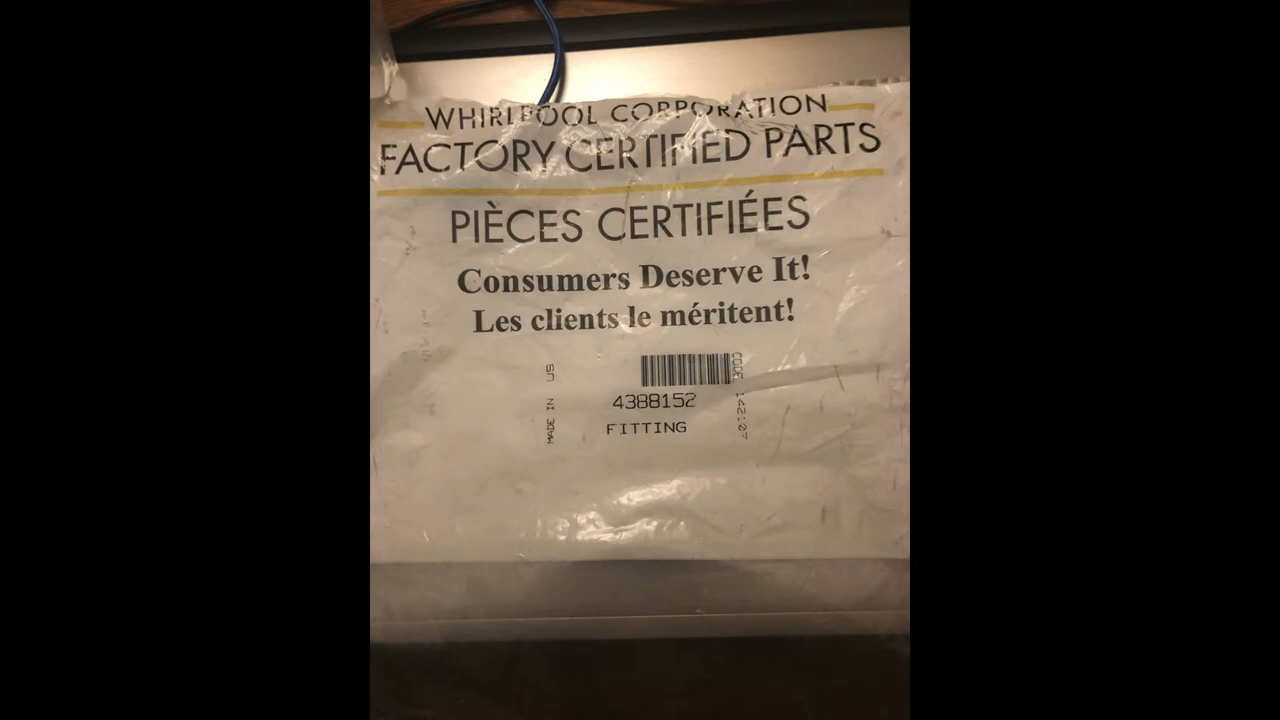 WHIRLPOOL CORPORATION
FACTORY CERTIFIED PARTS
PIÈCES CERTIFIÉES
Consumers Deserve It!
Les clients le méritent!
MADE IN US
4388152
FITTING
CODE